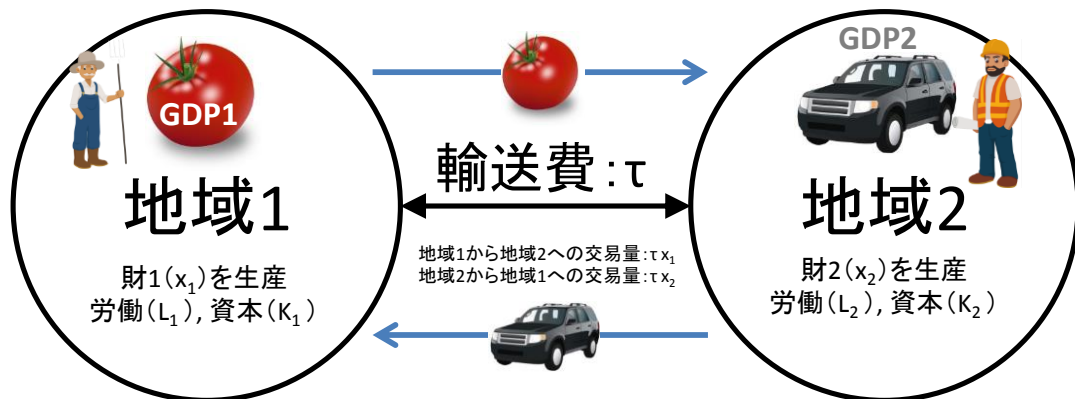 GDP1
地域1
財1(x₁)を生産
労働(L₁), 資本(K₁)
輸送費:τ
地域1から地域2への交易量:τx₁
地域2から地域1への交易量:τx₂
GDP2
地域2
財2(x₂)を生産
労働(L₂), 資本(K₂)